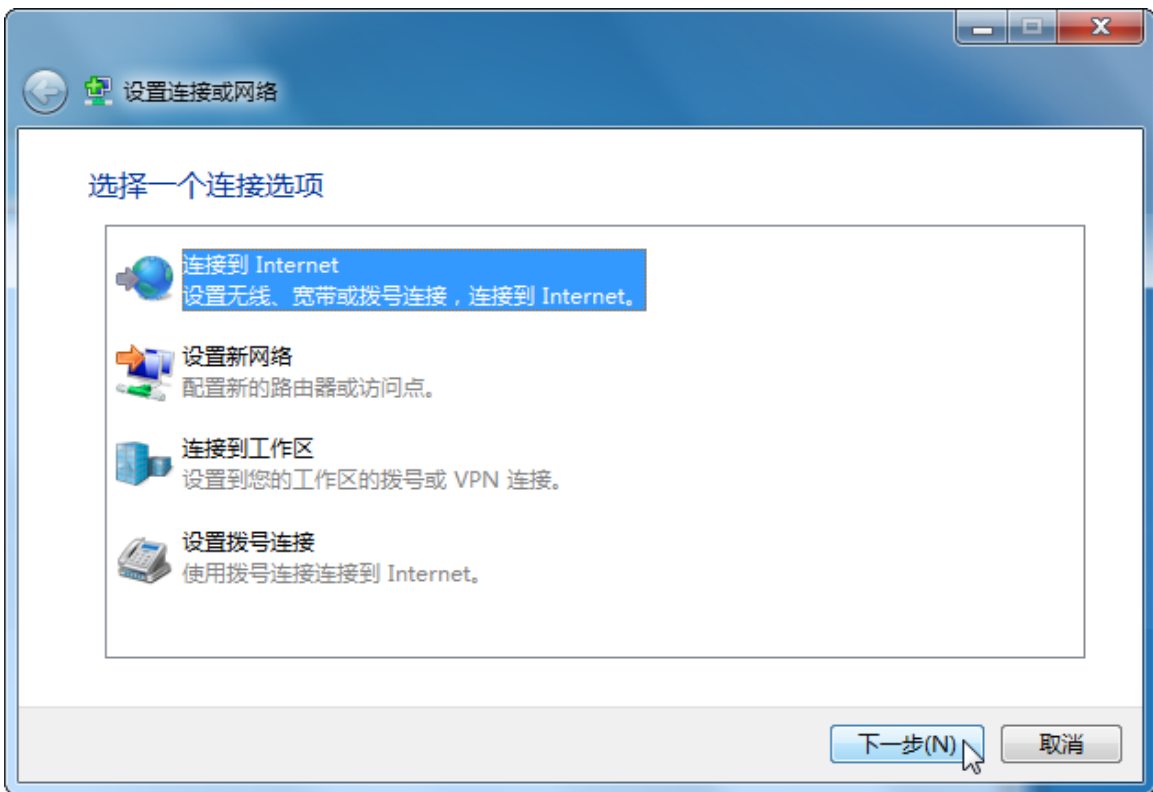 设置连接或网络
选择一个连接选项
连接到 Internet
设置无线、宽带或拨号连接，连接到 Internet。
设置新网络
配置新的路由器或访问点。
连接到工作区
设置到您的工作区的拨号或 VPN 连接。
设置拨号连接
使用拨号连接连接到 Internet。
下一步(N) 取消